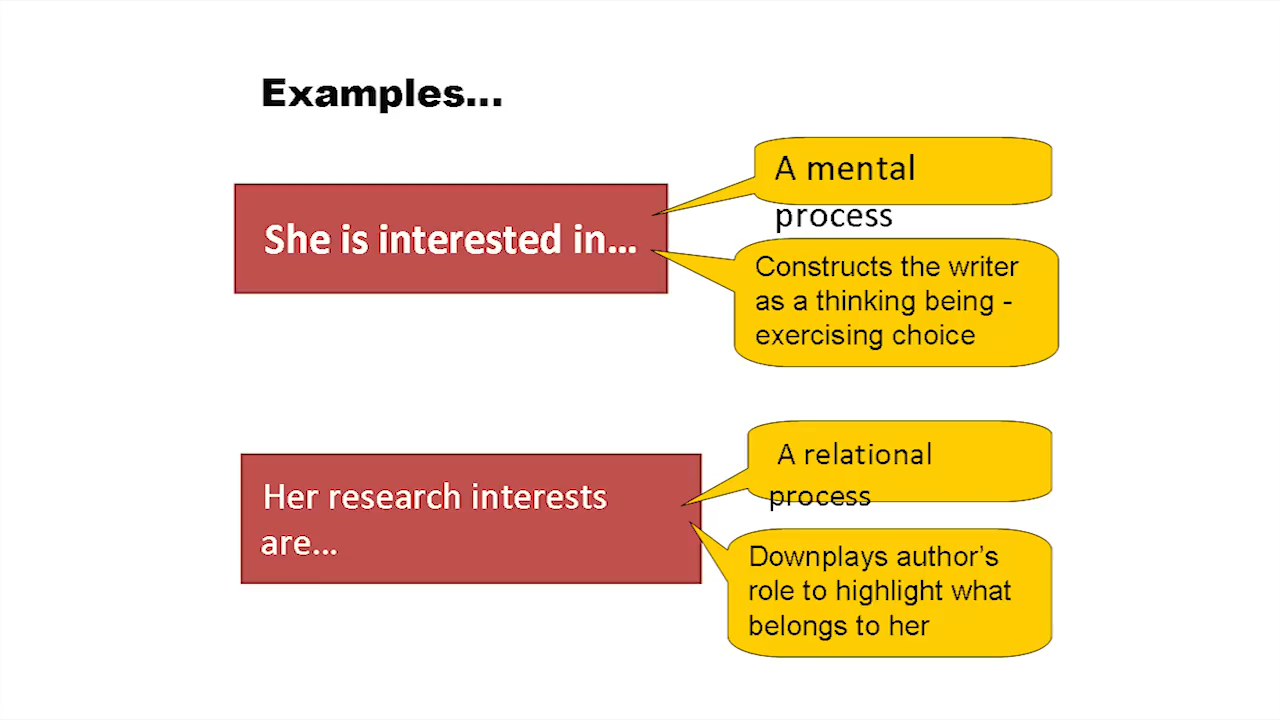 Examples...
She is interested in...
A mental
process
Constructs the writer
as a thinking being -
exercising choice
Her research interests
are...
A relational
process
Downplays author's
role to highlight what
belongs to her